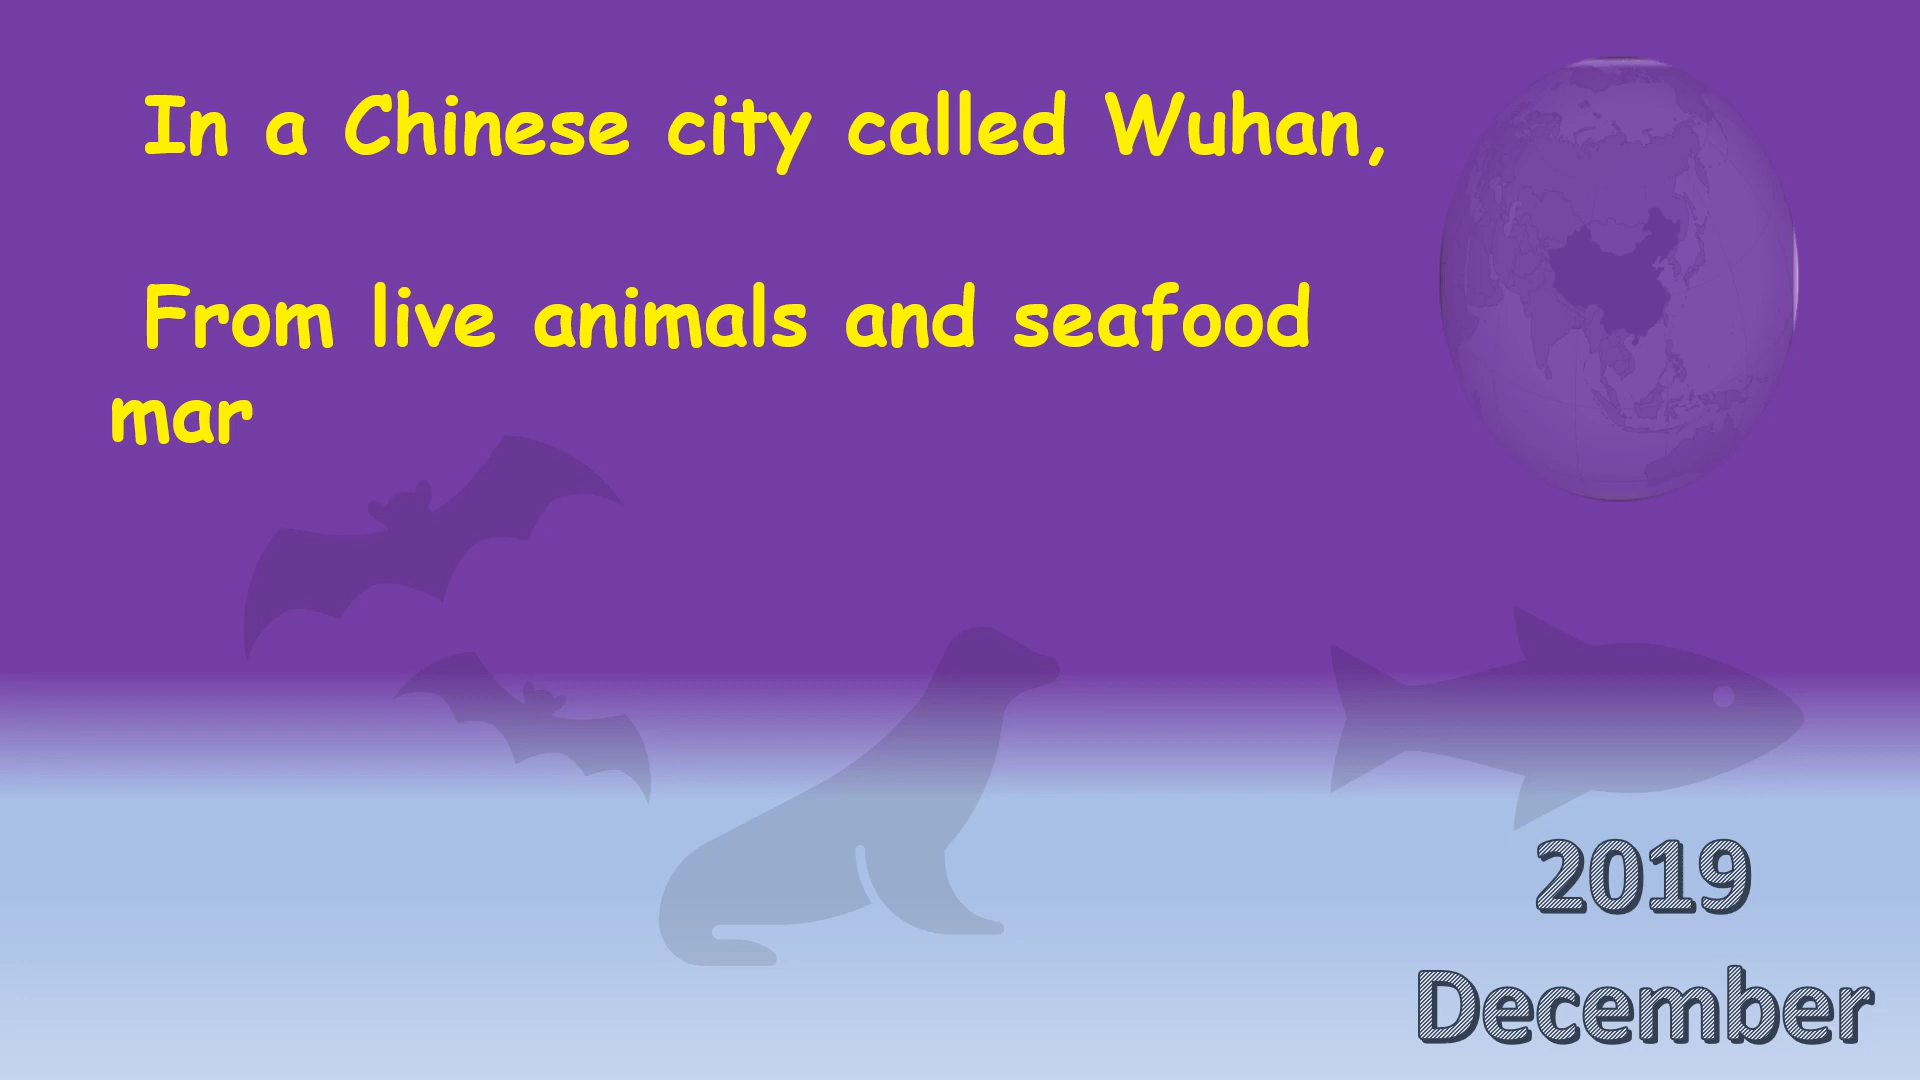 In a Chinese city called Wuhan,
From live animals and seafood
mar
2019
December